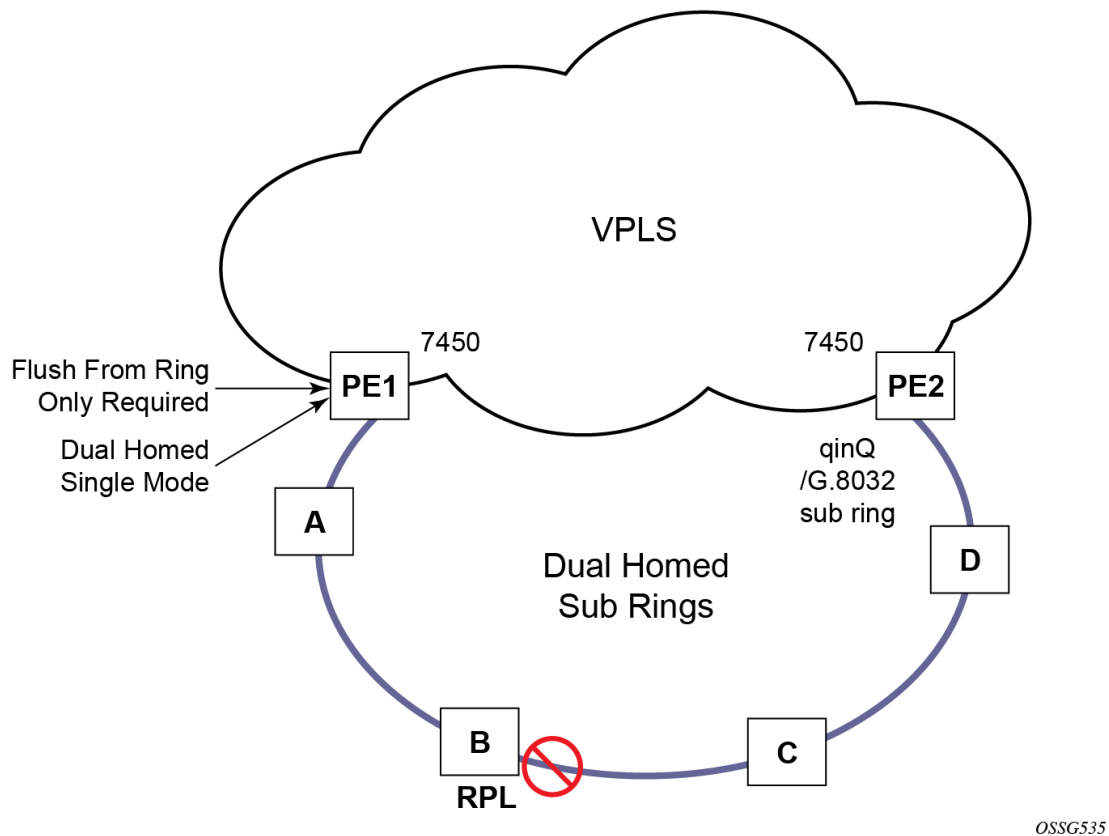 VPLS
7450
7450
Flush From Ring
Only Required
PE1
PE2
Dual Homed
Single Mode
qinQ
/G.8032
sub ring
A
D
Dual Homed
Sub Rings
B
C
RPL
OSSG535